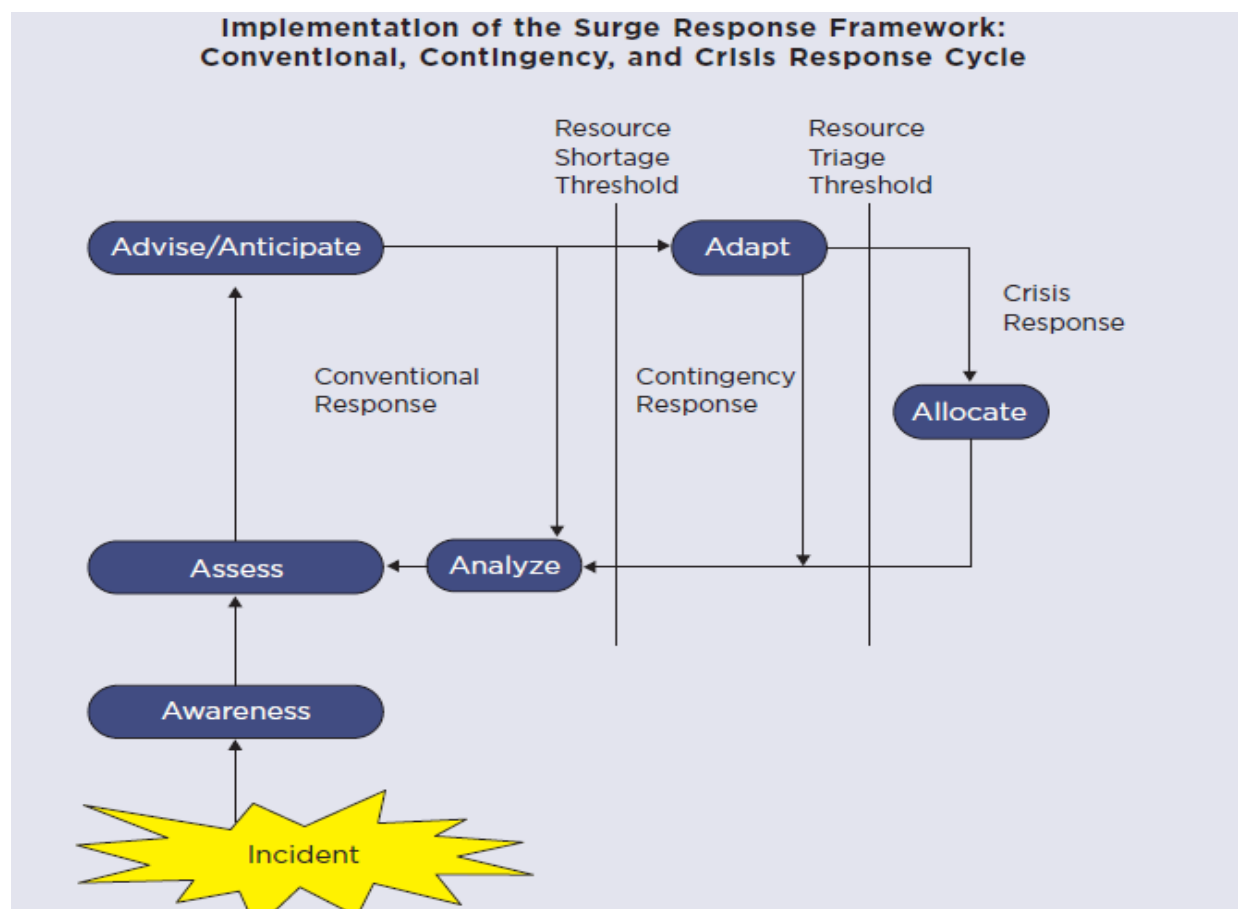 Implementation of the Surge Response Framework:
Conventional, Contingency, and Crisis Response Cycle
Resource
Shortage
Threshold
Resource
Triage
Threshold
Advise/Anticipate
Adapt
Crisis
Response
Conventional
Response
Contingency
Response
Allocate
Assess
Analyze
Awareness
Incident